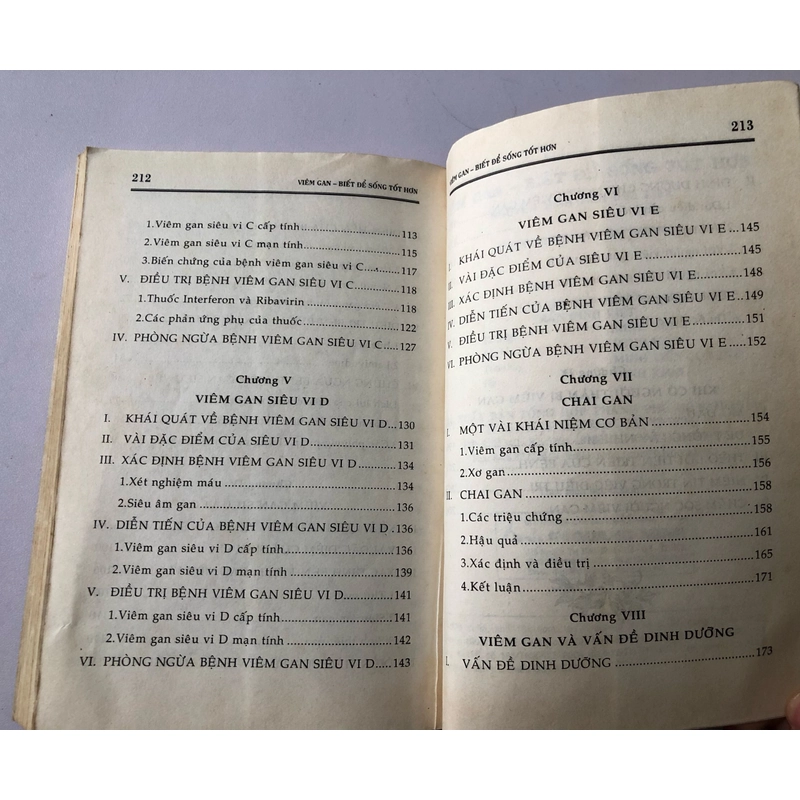 212
VIÊM GAN – BIẾT ĐỂ SỐNG TỐT HƠN
1.Viêm gan siêu vi C cấp tính..................113
2.Viêm gan siêu vi C mạn tính................115
3.Biến chứng của bệnh viêm gan siêu vi C....117
V. ĐIỀU TRỊ BỆNH VIÊM GAN SIÊU VI C.......118
1.Thuốc Interferon và Ribavirin................118
2.Các phản ứng phụ của thuốc................122
IV. PHÒNG NGỪA BỆNH VIÊM GAN SIÊU VI C...127
Chương V
VIÊM GAN SIÊU VI D
I. KHÁI QUÁT VỀ BỆNH VIÊM GAN SIÊU VI D..130
II. VÀI ĐẶC ĐIỂM CỦA SIÊU VI D................131
III. XÁC ĐỊNH BỆNH VIÊM GAN SIÊU VI D........134
1.Xét nghiệm máu................134
2.Siêu âm gan................136
IV. DIỄN TIẾN CỦA BỆNH VIÊM GAN SIÊU VI D.136
1.Viêm gan siêu vi D cấp tính................136
2.Viêm gan siêu vi D mạn tính................139
V. ĐIỀU TRỊ BỆNH VIÊM GAN SIÊU VI D.......141
1.Viêm gan siêu vi D cấp tính................141
2.Viêm gan siêu vi D mạn tính................142
VI. PHÒNG NGỪA BỆNH VIÊM GAN SIÊU VI D....143
213
VIÊM GAN – BIẾT ĐỂ SỐNG TỐT HƠN
Chương VI
VIÊM GAN SIÊU VI E
I. KHÁI QUÁT VỀ BỆNH VIÊM GAN SIÊU VI E...145
II. VÀI ĐẶC ĐIỂM CỦA SIÊU VI E................145
III. XÁC ĐỊNH BỆNH VIÊM GAN SIÊU VI E.......148
IV. DIỄN TIẾN CỦA BỆNH VIÊM GAN SIÊU VI E..149
V. ĐIỀU TRỊ BỆNH VIÊM GAN SIÊU VI E.........151
VI. PHÒNG NGỪA BỆNH VIÊM GAN SIÊU VI E...152
Chương VII
CHAI GAN
I. MỘT VÀI KHÁI NIỆM CƠ BẢN................154
1.Viêm gan cấp tính................155
2.Xơ gan................156
II. CHAI GAN................158
1.Các triệu chứng................158
2.Hậu quả................161
3.Xác định và điều trị................165
4.Kết luận................171
Chương VIII
VIÊM GAN VÀ VẤN ĐỀ DINH DƯỠNG
I. VẤN ĐỀ DINH DƯỠNG................173